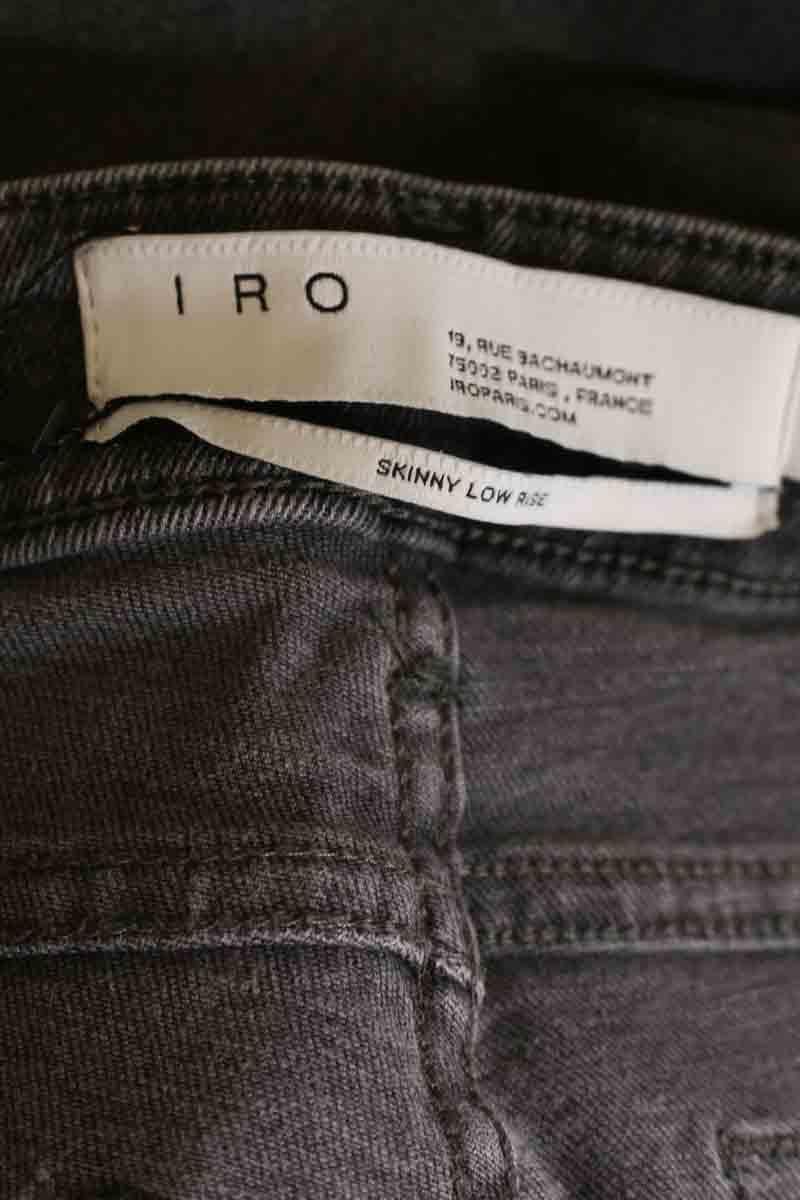 IRO
19, RUE BACHAUMONT
75002 PARIS, FRANCE
IROPARIS.COM
SKINNY LOW RISE